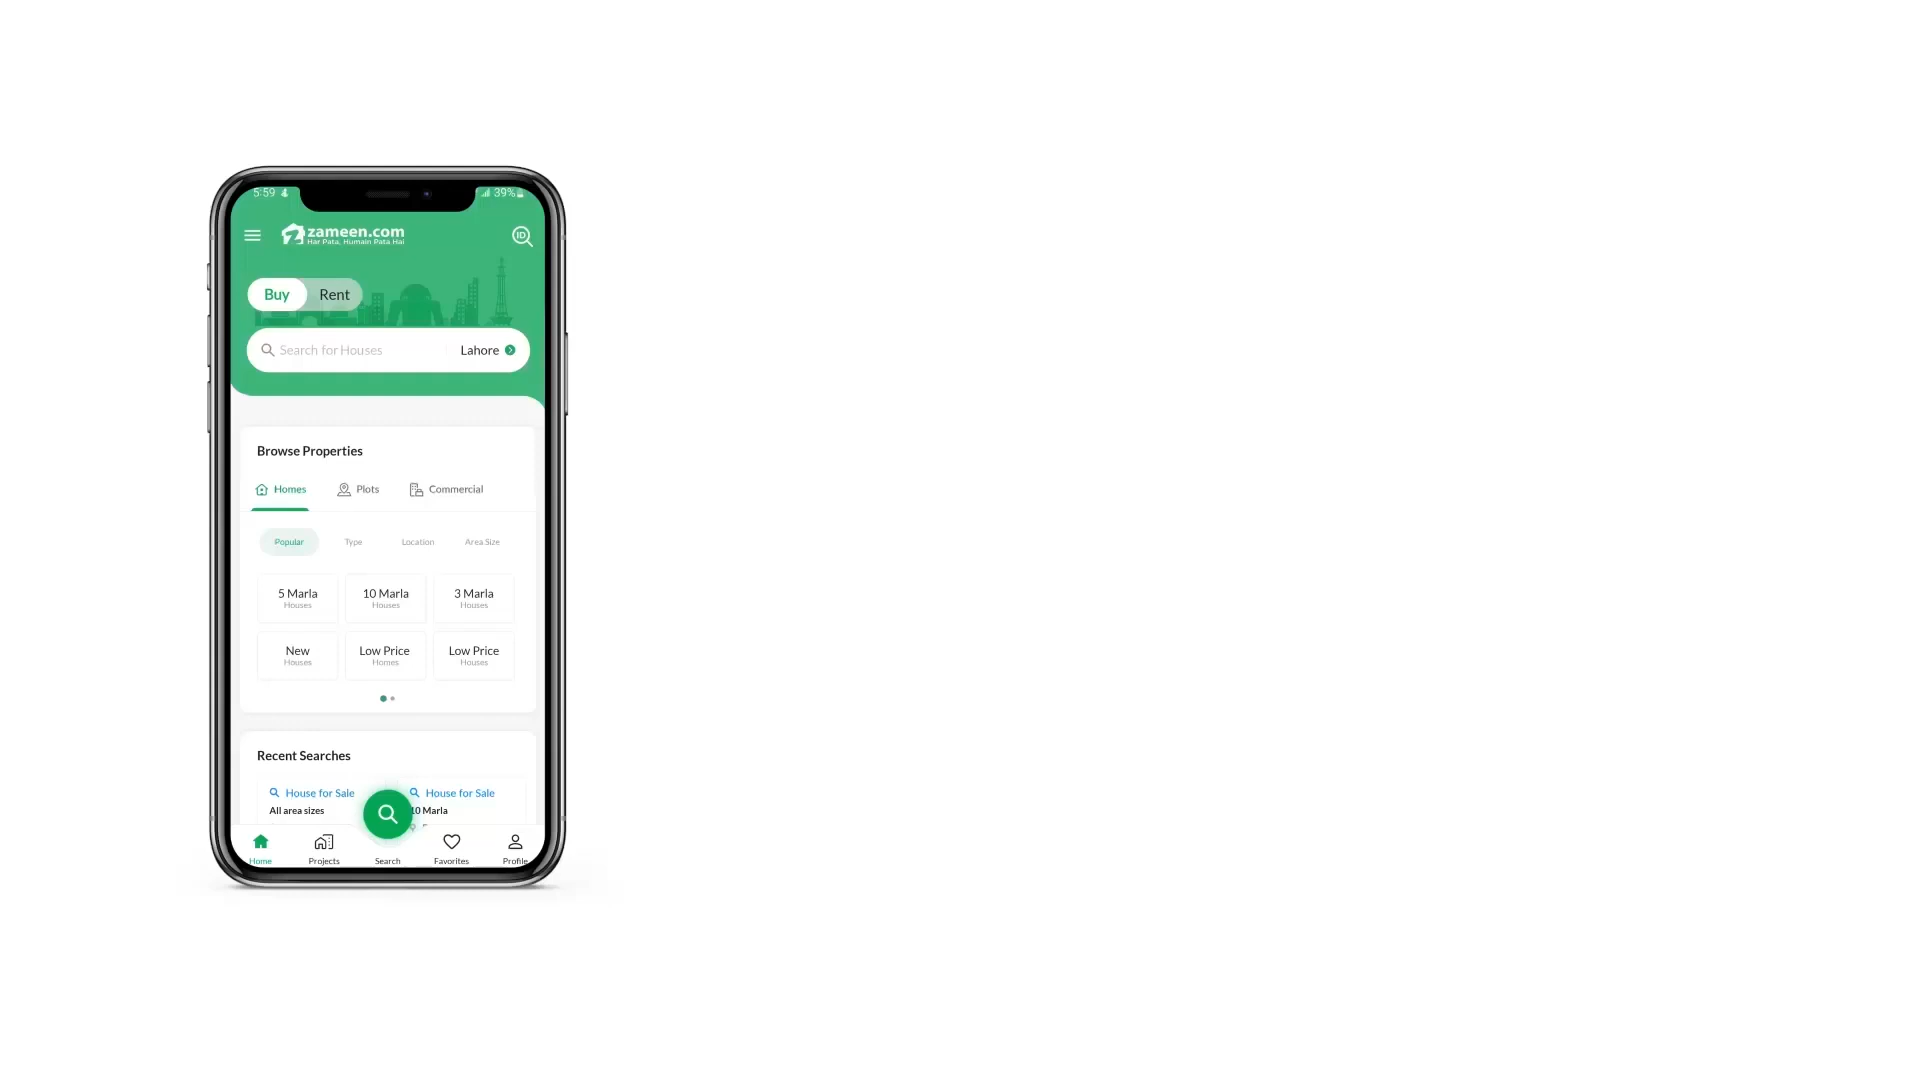 5:59 39%
zameen.com
Har Pata, Humain Pata Hai
ID
Buy Rent
Search for Houses Lahore
Browse Properties
Homes Plots Commercial
Popular Type Location Area Size
5 Marla 10 Marla 3 Marla
Houses Houses Houses
New Low Price Low Price
Houses Homes Houses
Recent Searches
House for Sale House for Sale
All area sizes 10 Marla
Home Projects Search Favorites Profile